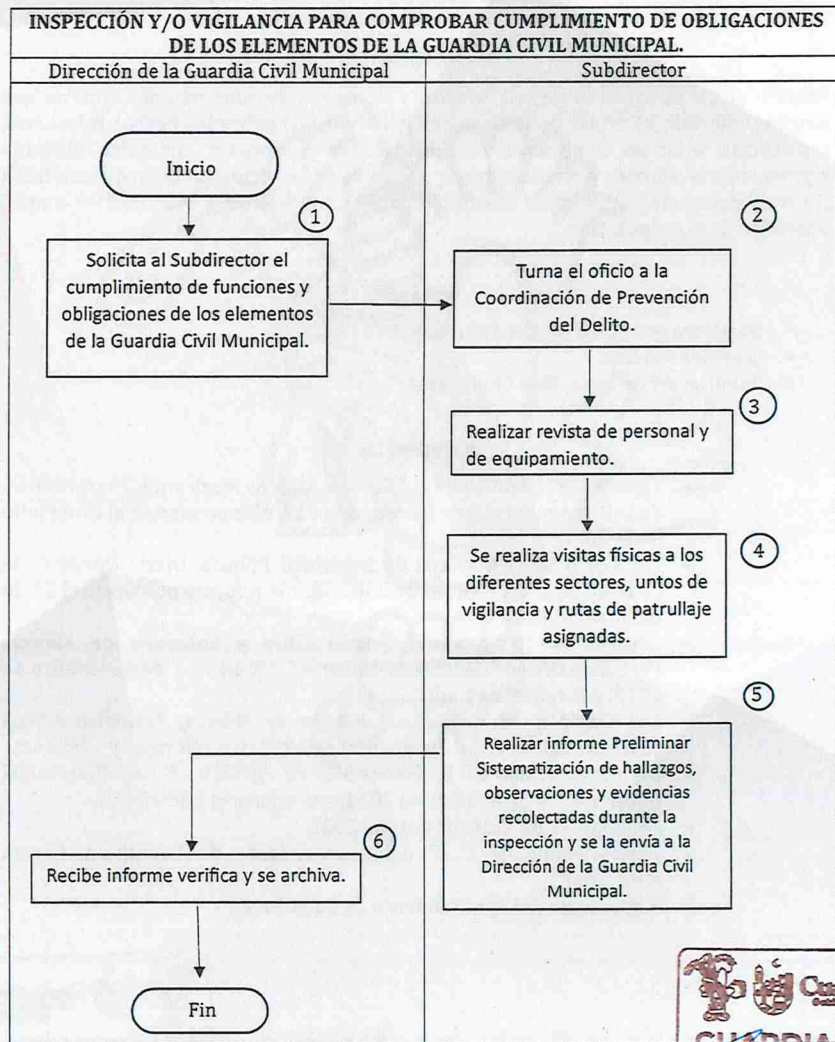 INSPECCIÓN Y/O VIGILANCIA PARA COMPROBAR CUMPLIMIENTO DE OBLIGACIONES
DE LOS ELEMENTOS DE LA GUARDIA CIVIL MUNICIPAL.
Dirección de la Guardia Civil Municipal
Subdirector
Inicio
1
Solicita al Subdirector el
cumplimiento de funciones y
obligaciones de los elementos
de la Guardia Civil Municipal.
2
Turna el oficio a la
Coordinación de Prevención
del Delito.
3
Realizar revista de personal y
de equipamiento.
4
Se realiza visitas físicas a los
diferentes sectores, untos de
vigilancia y rutas de patrullaje
asignadas.
5
Realizar informe Preliminar
Sistematización de hallazgos,
observaciones y evidencias
recolectadas durante la
inspección y se la envía a la
Dirección de la Guardia Civil
Municipal.
6
Recibe informe verifica y se archiva.
Fin
GUARDIA